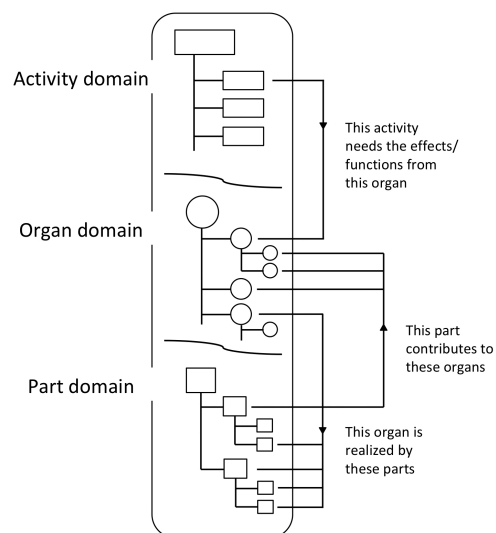 Activity domain
This activity
needs the effects/
functions from
this organ
Organ domain
This part
contributes to
these organs
Part domain
This organ is
realized by
these parts